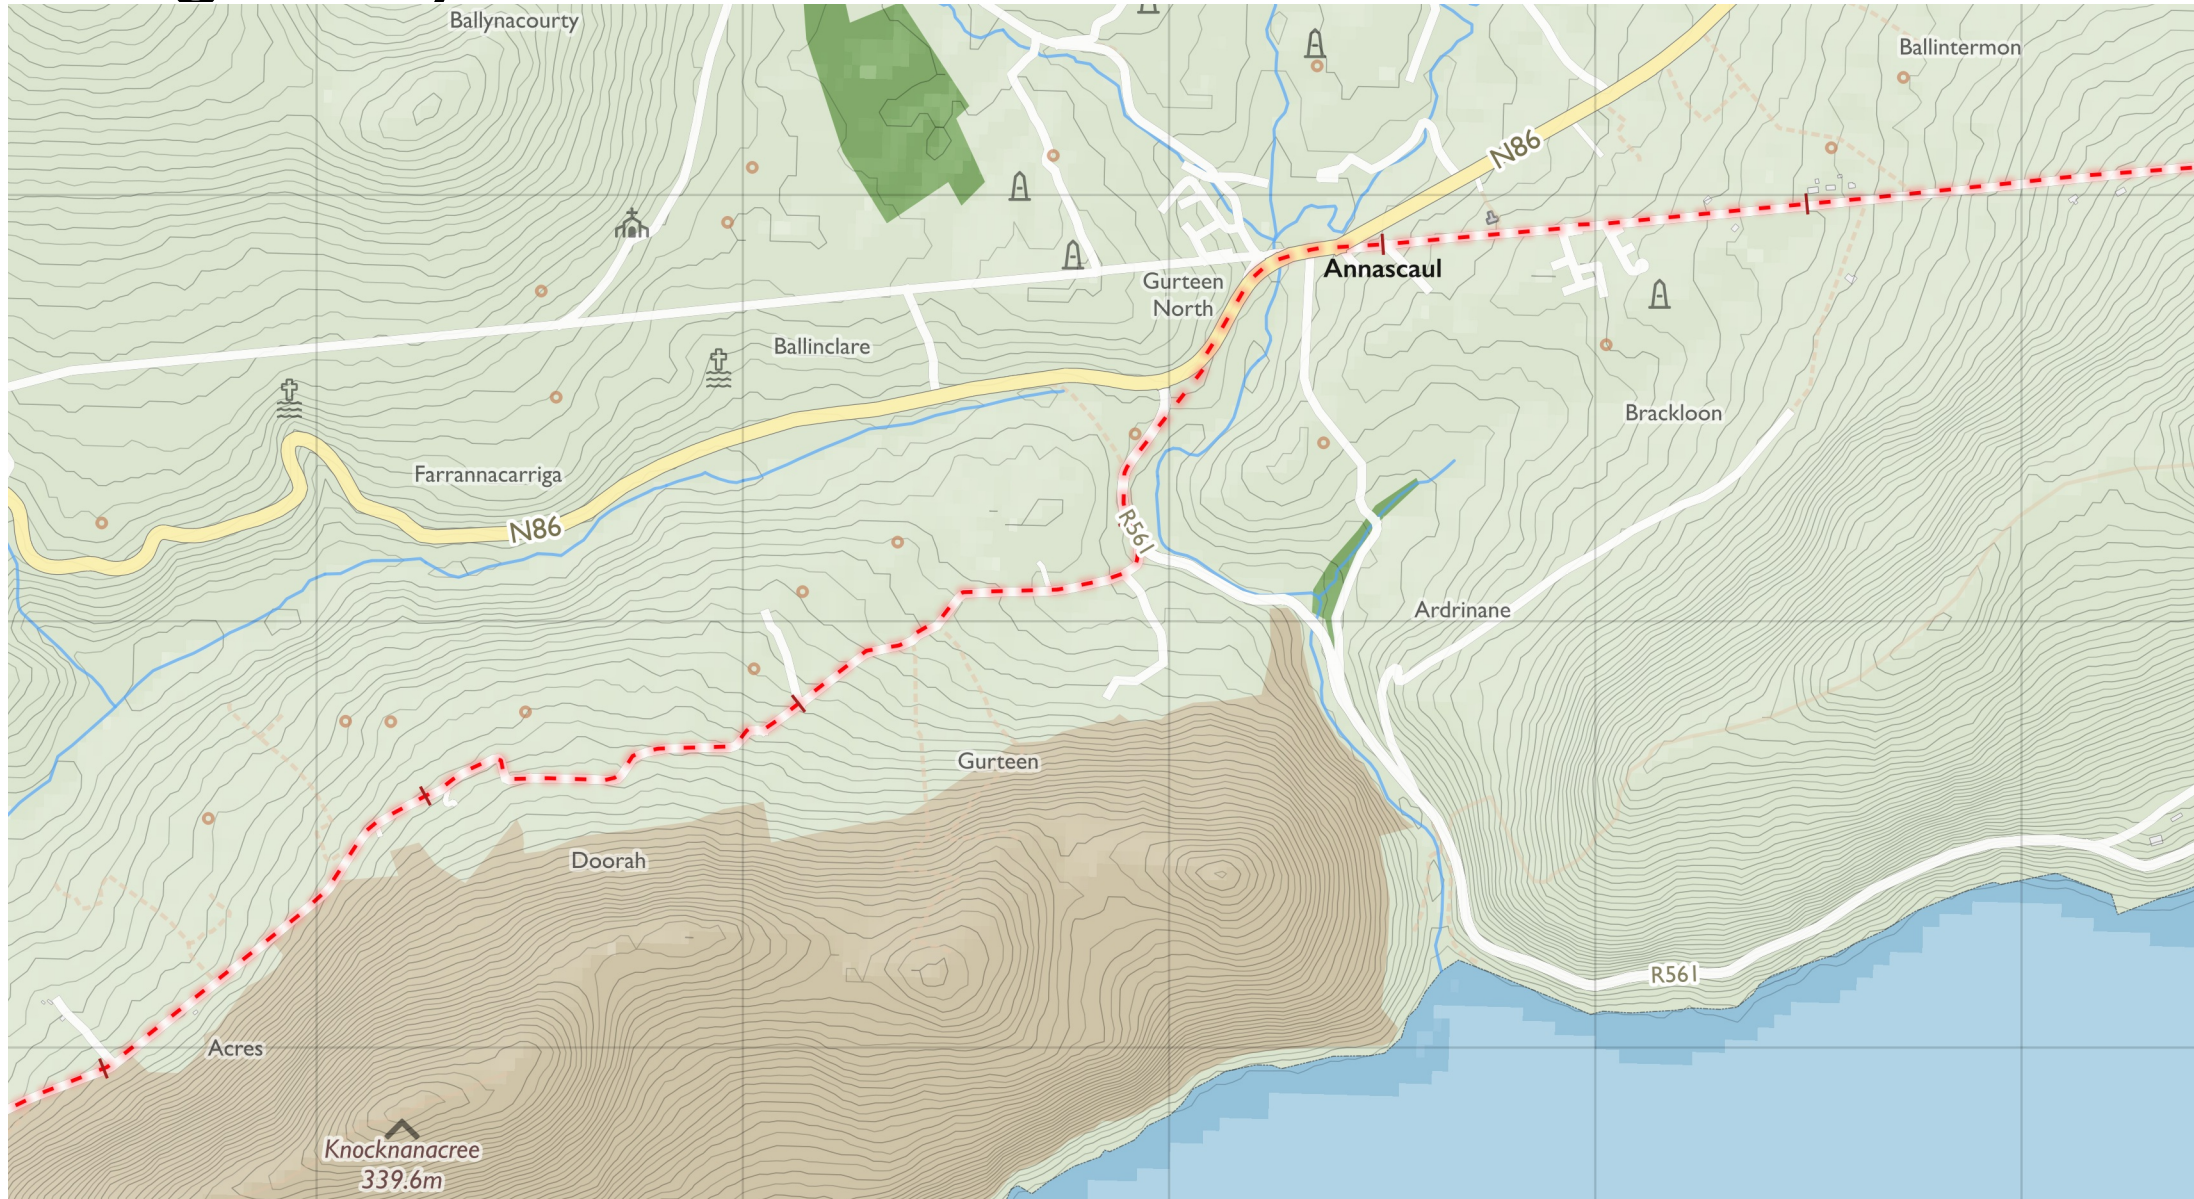 Ballynacourty
Ballintermon
N86
Annascaul
Gurteen
North
Ballinclare
Brackloon
Farrannacarriga
N86
R561
Ardrinane
Gurteen
Doorah
R561
Acres
Knocknanacree
339.6m